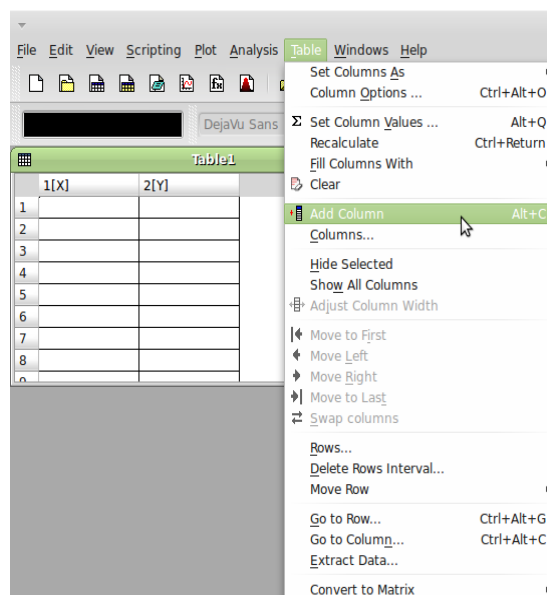 File Edit View Scripting Plot Analysis Table Windows Help
DejaVu Sans
Table1
1[X] 2[Y]
1
2
3
4
5
6
7
8
Set Columns As
Column Options ... Ctrl+Alt+O
Σ Set Column Values ... Alt+Q
Recalculate Ctrl+Return
Fill Columns With
Clear
Add Column Alt+C
Columns...
Hide Selected
Show All Columns
Adjust Column Width
Move to First
Move Left
Move Right
Move to Last
Swap columns
Rows...
Delete Rows Interval...
Move Row
Go to Row... Ctrl+Alt+G
Go to Column... Ctrl+Alt+C
Extract Data...
Convert to Matrix